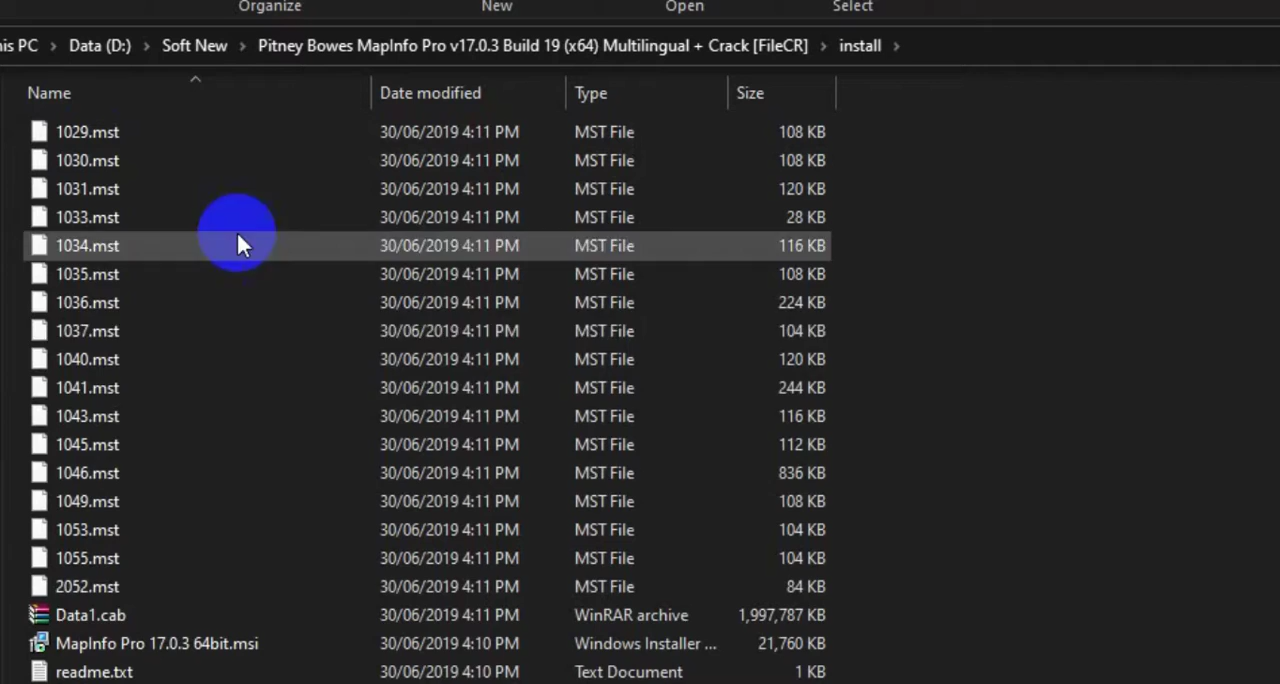 Organize New Open Select
his PC > Data (D:) > Soft New > Pitney Bowes MapInfo Pro v17.0.3 Build 19 (x64) Multilingual + Crack [FileCR] > install >
Name Date modified Type Size
1029.mst 30/06/2019 4:11 PM MST File 108 KB
1030.mst 30/06/2019 4:11 PM MST File 108 KB
1031.mst 30/06/2019 4:11 PM MST File 120 KB
1033.mst 30/06/2019 4:11 PM MST File 28 KB
1034.mst 30/06/2019 4:11 PM MST File 116 KB
1035.mst 30/06/2019 4:11 PM MST File 108 KB
1036.mst 30/06/2019 4:11 PM MST File 224 KB
1037.mst 30/06/2019 4:11 PM MST File 104 KB
1040.mst 30/06/2019 4:11 PM MST File 120 KB
1041.mst 30/06/2019 4:11 PM MST File 244 KB
1043.mst 30/06/2019 4:11 PM MST File 116 KB
1045.mst 30/06/2019 4:11 PM MST File 112 KB
1046.mst 30/06/2019 4:11 PM MST File 836 KB
1049.mst 30/06/2019 4:11 PM MST File 108 KB
1053.mst 30/06/2019 4:11 PM MST File 104 KB
1055.mst 30/06/2019 4:11 PM MST File 104 KB
2052.mst 30/06/2019 4:11 PM MST File 84 KB
Data1.cab 30/06/2019 4:11 PM WinRAR archive 1,997,787 KB
MapInfo Pro 17.0.3 64bit.msi 30/06/2019 4:10 PM Windows Installer ... 21,760 KB
readme.txt 30/06/2019 4:10 PM Text Document 1 KB